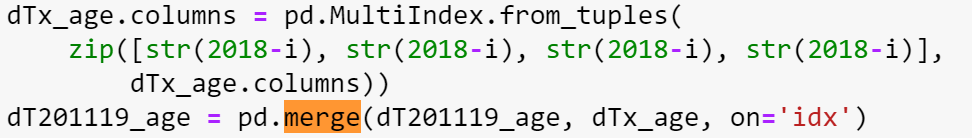 dTx_age.columns = pd.MultiIndex.from_tuples(
    zip([str(2018-i), str(2018-i), str(2018-i), str(2018-i)],
        dTx_age.columns))
dT201119_age = pd.merge(dT201119_age, dTx_age, on='idx')